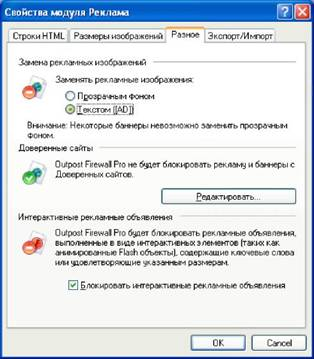 Свойства модуля Реклама
Строки HTML Размеры изображений Разное Экспорт/Импорт
Замена рекламных изображений
Заменять рекламные изображения:
Прозрачным фоном
Текстом ([AD])
Внимание: Некоторые баннеры невозможно заменить прозрачным
фоном.
Доверенные сайты
Outpost Firewall Pro не будет блокировать рекламу и баннеры с
Доверенных сайтов.
Редактировать...
Интерактивные рекламные объявления
Outpost Firewall Pro будет блокировать рекламные объявления,
выполненные в виде интерактивных элементов (таких как
анимированные Flash объекты), содержащие ключевые слова
или удовлетворяющие указанным размерам.
Блокировать интерактивные рекламные объявления
OK Cancel